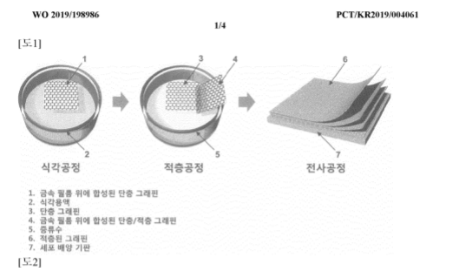 WO 2019/198986 PCT/KR2019/004061
1/4
[도1]
1 3 4 6
2 5 7
식각공정 적층공정 전사공정
1. 금속 필름 위에 합성된 단층 그래핀
2. 식각용액
3. 단층 그래핀
4. 금속 필름 위에 합성된 단층/적층 그래핀
5. 증류수
6. 적층된 그래핀
7. 세포 배양 기판
[도2]